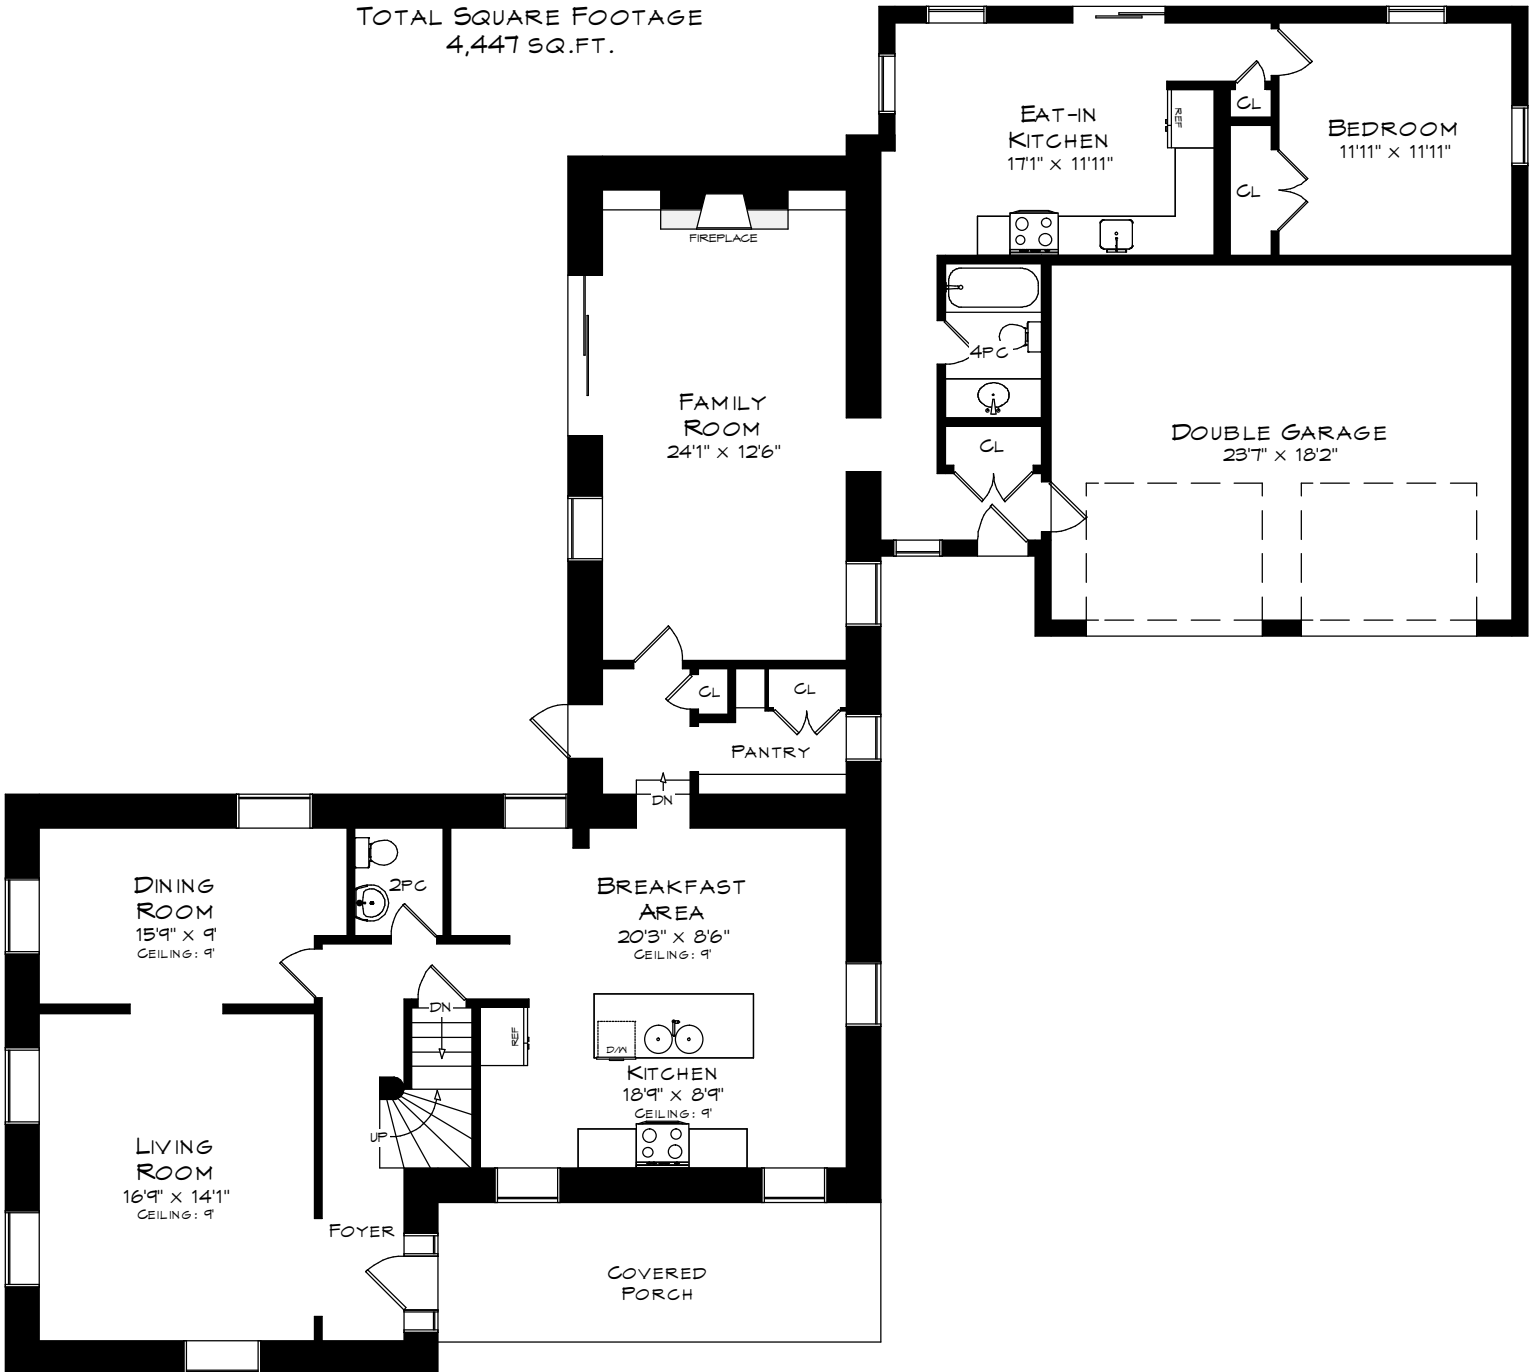 TOTAL SQUARE FOOTAGE
4,447 SQ.FT.
EAT-IN
KITCHEN
17'1" X 11'11"
REF
CL
CL
BEDROOM
11'11" X 11'11"
FIREPLACE
FAMILY
ROOM
24'1" X 12'6"
4PC
CL
DOUBLE GARAGE
23'7" X 18'2"
CL
CL
PANTRY
DN
DINING
ROOM
15'9" X 9'
CEILING: 9'
2PC
BREAKFAST
AREA
20'3" X 8'6"
CEILING: 9'
DN
REF
D/W
KITCHEN
18'9" X 8'9"
CEILING: 9'
UP
LIVING
ROOM
16'9" X 14'1"
CEILING: 9'
FOYER
COVERED
PORCH